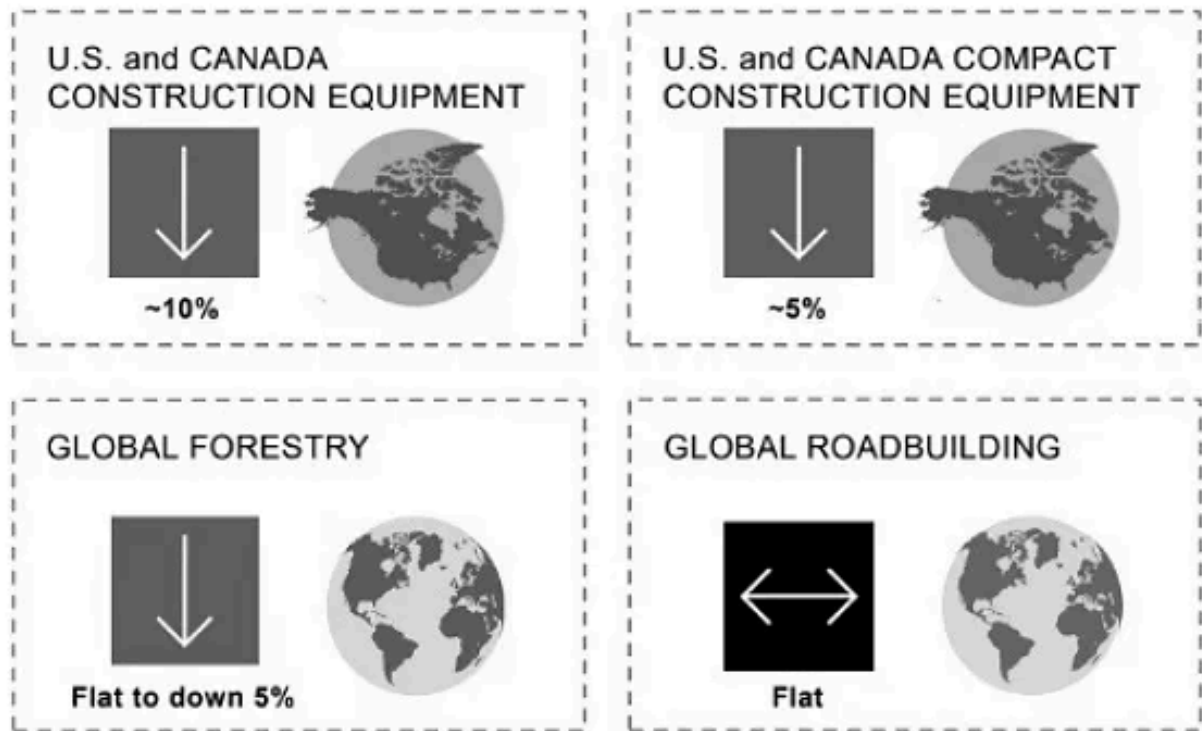 U.S. and CANADA
CONSTRUCTION EQUIPMENT
~10%
U.S. and CANADA COMPACT
CONSTRUCTION EQUIPMENT
~5%
GLOBAL FORESTRY
Flat to down 5%
GLOBAL ROADBUILDING
Flat